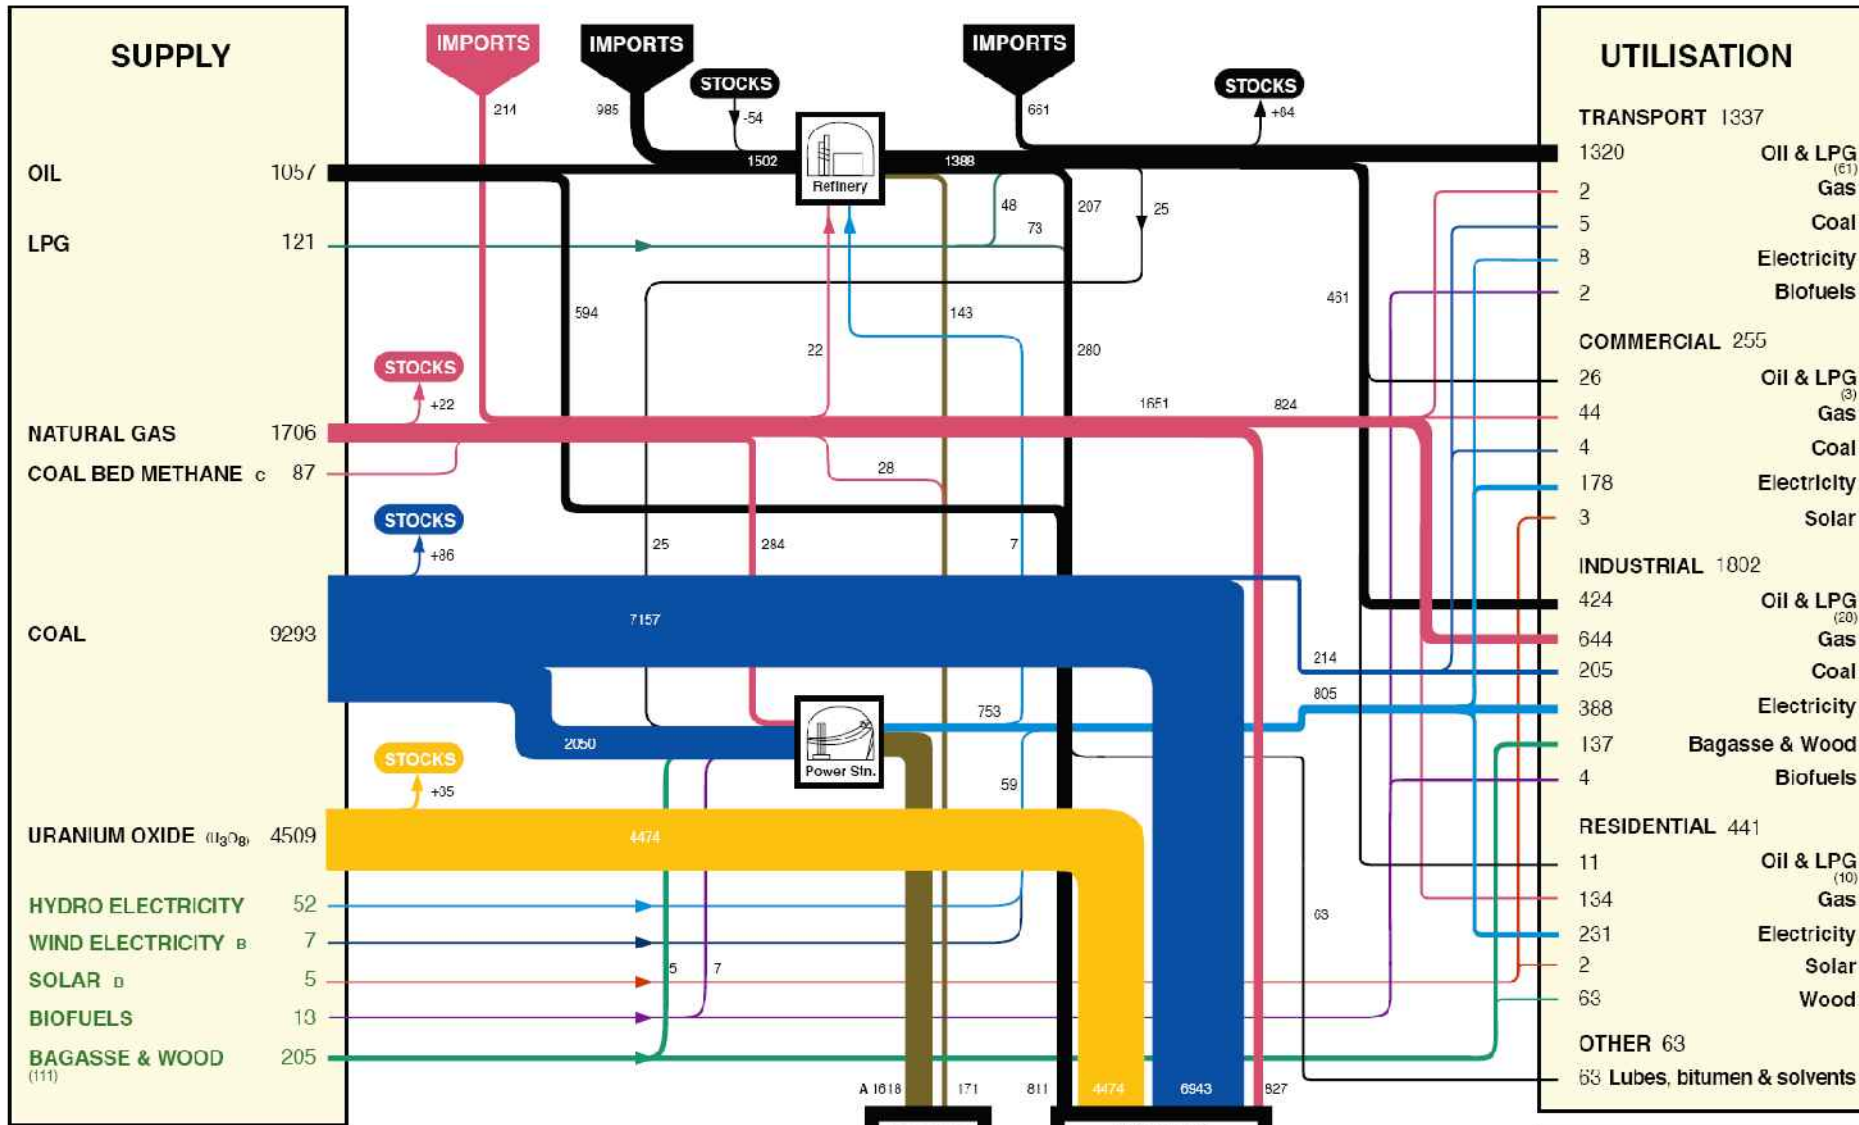 SUPPLY
IMPORTS
IMPORTS
STOCKS
IMPORTS
STOCKS
UTILISATION
214
985
-54
661
+64
OIL 1057
1502
Refinery
1388
LPG 121
48
73
207
25
594
22
143
280
461
STOCKS
+22
NATURAL GAS 1706
1651
824
COAL BED METHANE C 87
28
STOCKS
+86
25
284
7
COAL 9293
7157
214
805
753
2050
Power Stn.
STOCKS
+35
59
URANIUM OXIDE (U₃O₈) 4509
4474
HYDRO ELECTRICITY 52
WIND ELECTRICITY B 7
SOLAR D 5
5
7
63
BIOFUELS 13
BAGASSE & WOOD 205
(111)
A 1618
171
811
4474
6943
827
TRANSPORT 1337
1320 Oil & LPG
(61)
2 Gas
5 Coal
8 Electricity
2 Biofuels
COMMERCIAL 255
26 Oil & LPG
(3)
44 Gas
4 Coal
178 Electricity
3 Solar
INDUSTRIAL 1802
424 Oil & LPG
(28)
644 Gas
205 Coal
388 Electricity
137 Bagasse & Wood
4 Biofuels
RESIDENTIAL 441
11 Oil & LPG
(10)
134 Gas
231 Electricity
2 Solar
63 Wood
OTHER 63
63 Lubes, bitumen & solvents